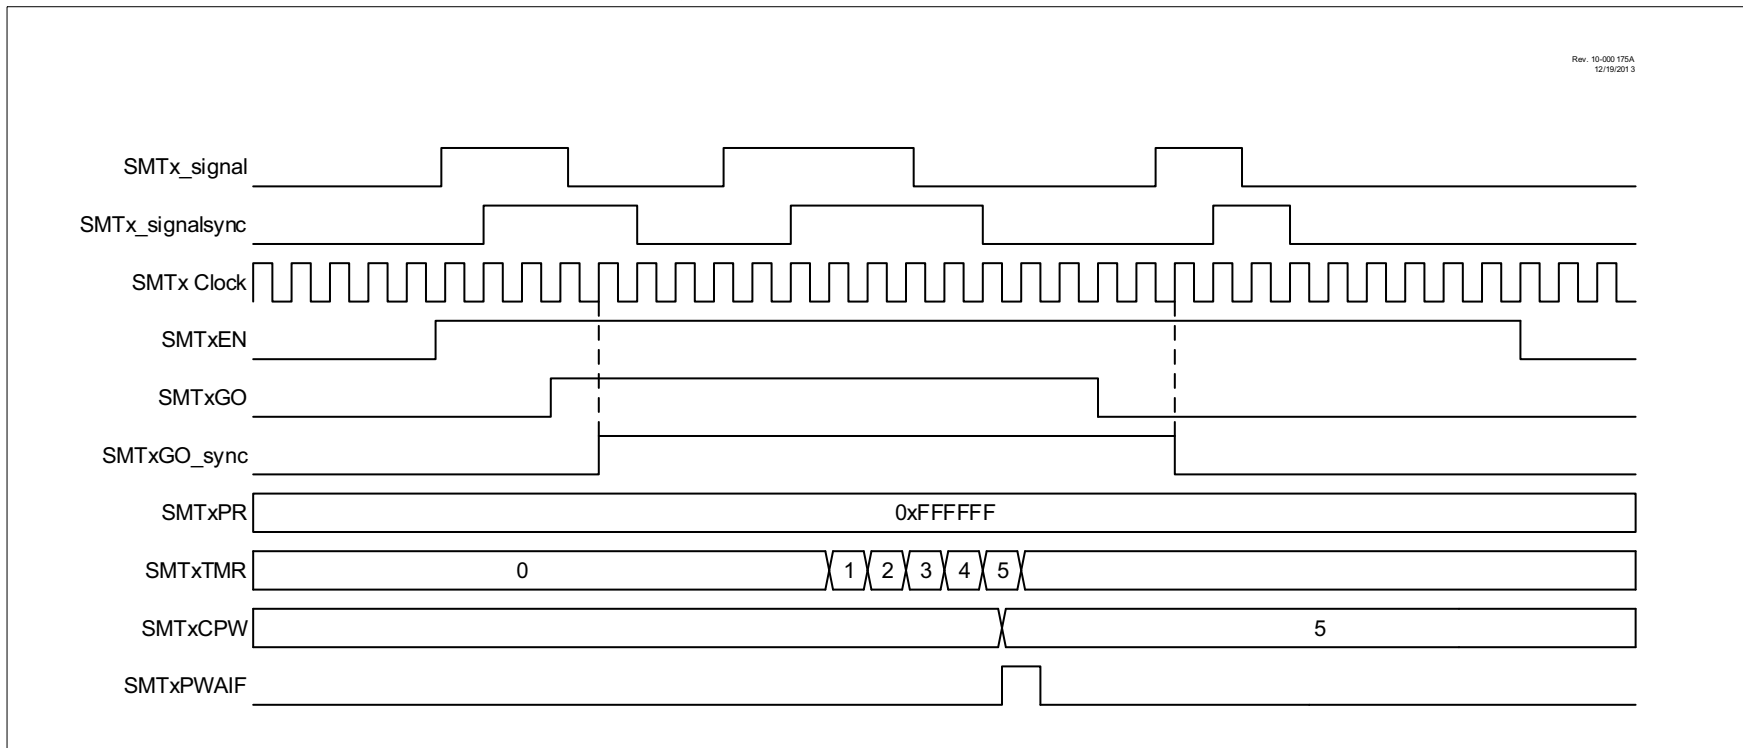 Rev. 10-000 175A
12/19/201 3
SMTx_signal
SMTx_signalsync
SMTx Clock
SMTxEN
SMTxGO
SMTxGO_sync
SMTxPR 0xFFFFFF
SMTxTMR 0 1 2 3 4 5
SMTxCPW 5
SMTxPWAIF